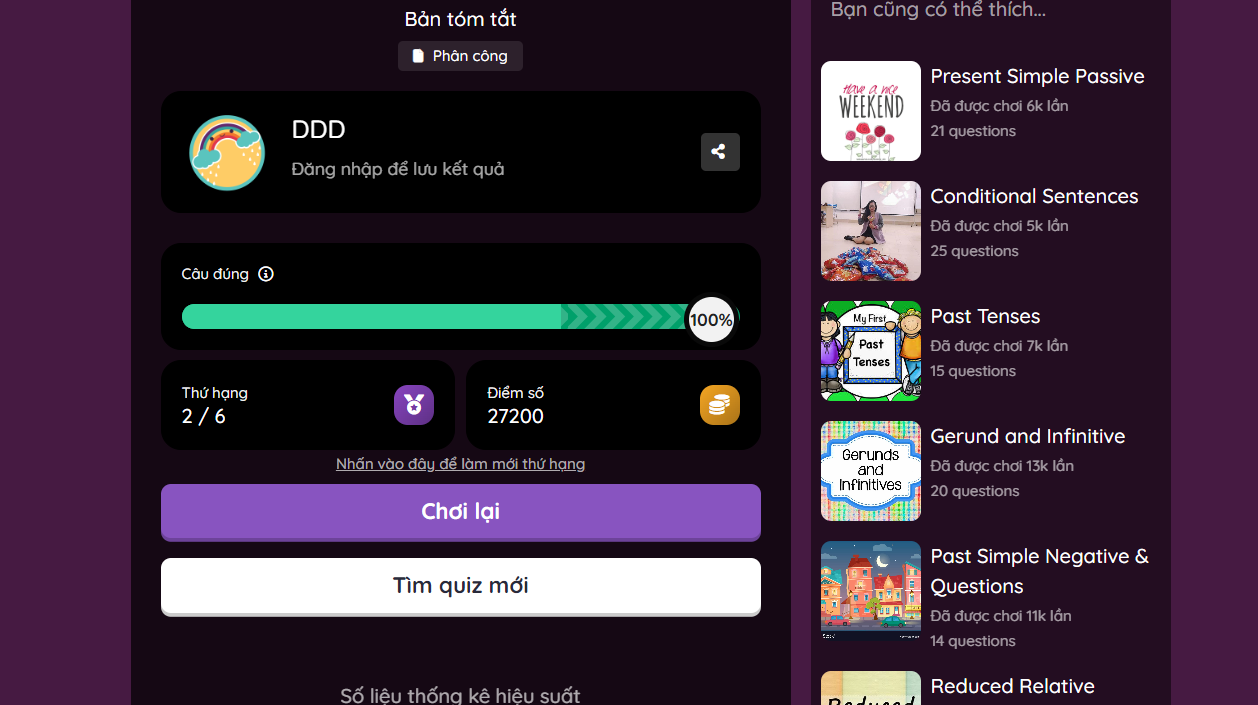 Bản tóm tắt
Phân công
DDD
Đăng nhập để lưu kết quả
Câu đúng
100%
Thứ hạng
2 / 6
Điểm số
27200
Nhấn vào đây để làm mới thứ hạng
Chơi lại
Tìm quiz mới
Số liệu thống kê hiệu suất
Bạn cũng có thể thích...
HAVE A NICE
WEEKEND
Present Simple Passive
Đã được chơi 6k lần
21 questions
Conditional Sentences
Đã được chơi 5k lần
25 questions
My First
Past
Tenses
Past Tenses
Đã được chơi 7k lần
15 questions
Gerunds
and
Infinitives
Gerund and Infinitive
Đã được chơi 13k lần
20 questions
Past Simple Negative &
Questions
Đã được chơi 11k lần
14 questions
Reduced
Reduced Relative